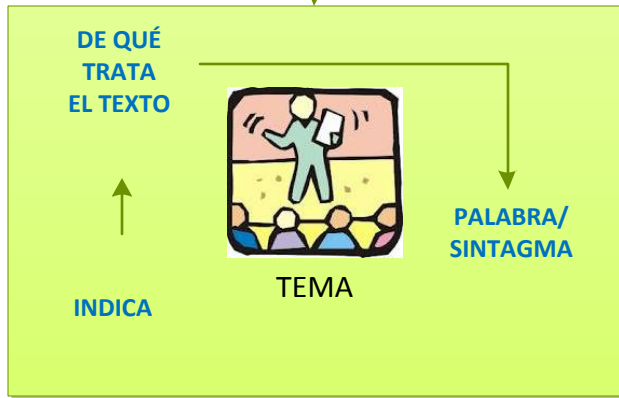 DE QUÉ
TRATA
EL TEXTO
PALABRA/
SINTAGMA
TEMA
INDICA